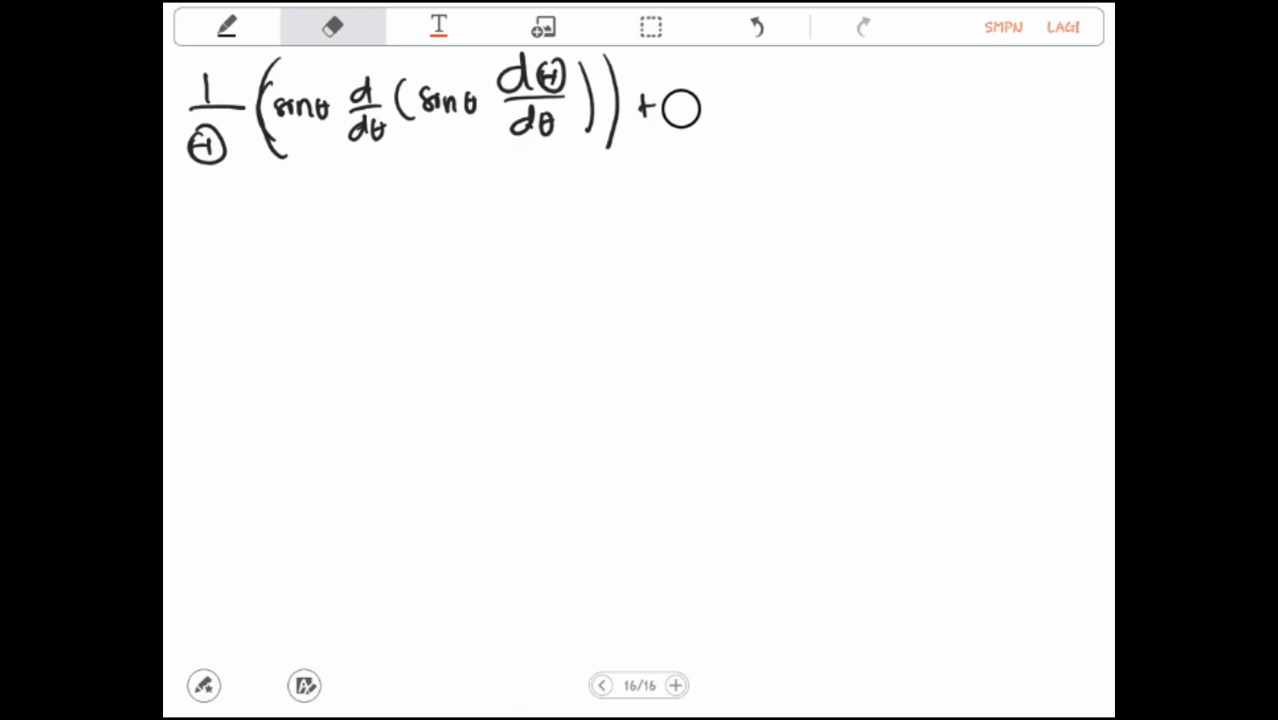 T SMPN LAGI
1/Θ (sinθ d/dθ (sinθ dΘ/dθ)) +
16/16